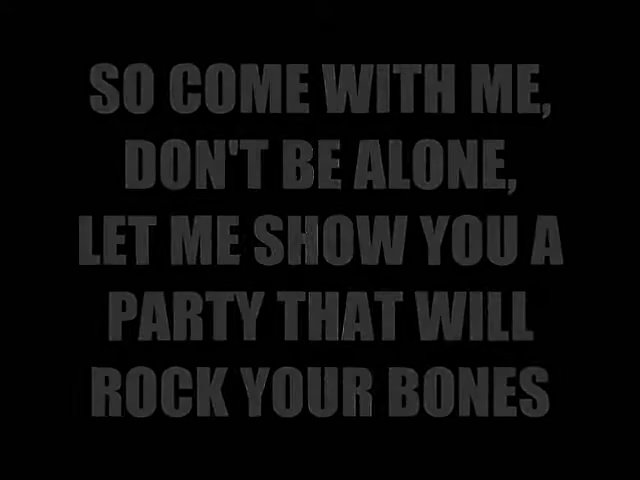 SO COME WITH ME,
DON'T BE ALONE,
LET ME SHOW YOU A
PARTY THAT WILL
ROCK YOUR BONES